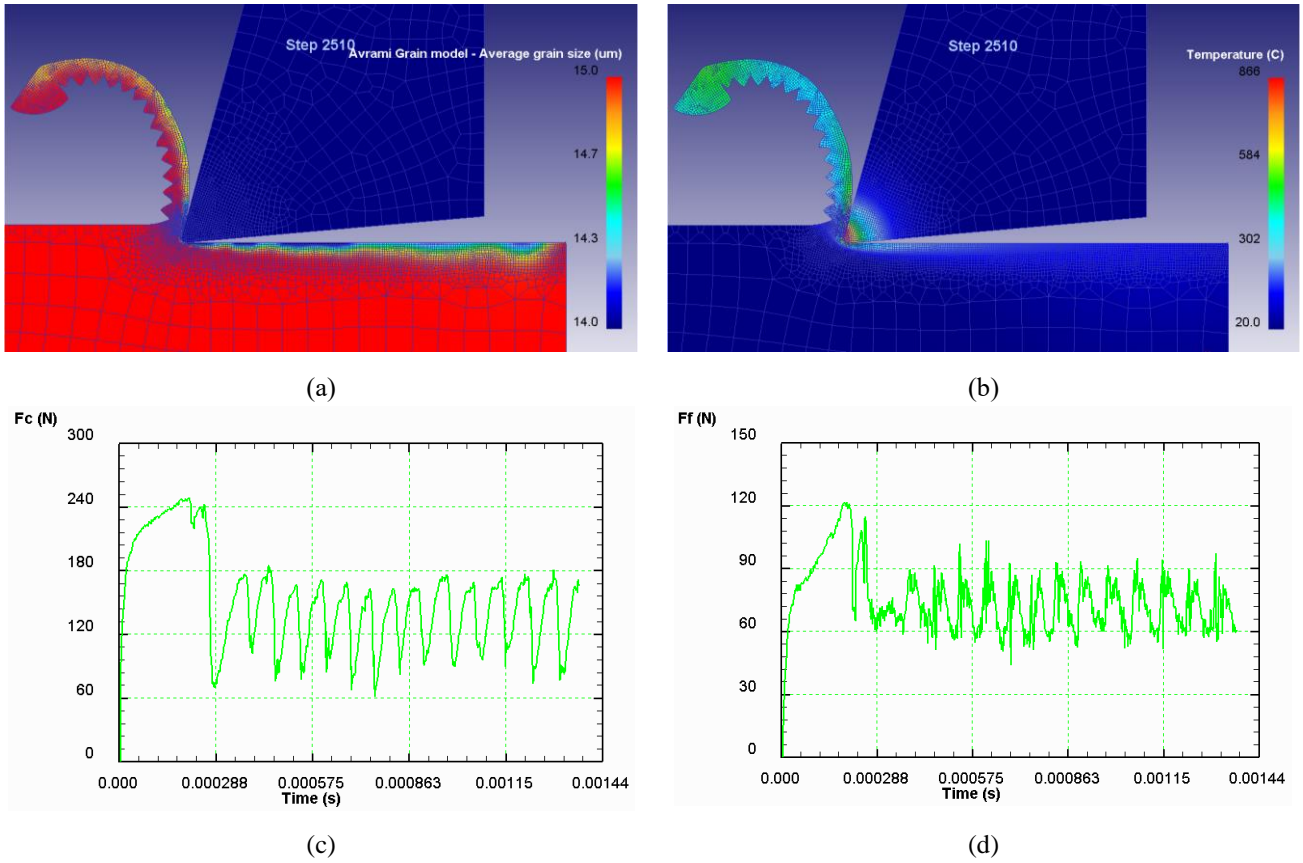 Step 2510
Avrami Grain model - Average grain size (um)
15.0
14.7
14.3
14.0
(a)
Step 2510
Temperature (C)
866
584
302
20.0
(b)
Fc (N)
300
240
180
120
60
0
0.000 0.000288 0.000575 0.000863 0.00115 0.00144
Time (s)
(c)
Ff (N)
150
120
90
60
30
0
0.000 0.000288 0.000575 0.000863 0.00115 0.00144
Time (s)
(d)